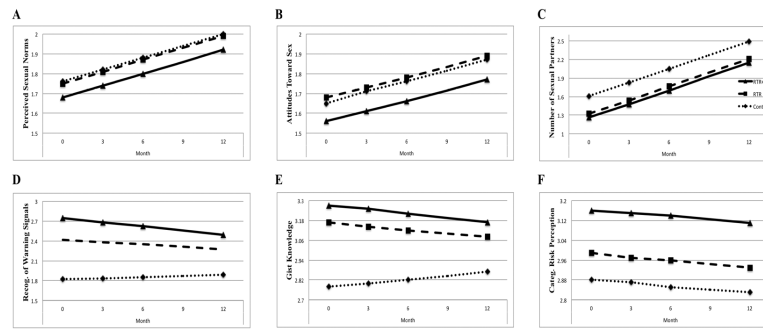 A
B
C
Perceived Sexual Norms
2
1.9
1.8
1.7
1.6
1.5
0 3 6 9 12
Month
Attitudes Toward Sex
2
1.9
1.8
1.7
1.6
1.5
0 3 6 9 12
Month
Number of Sexual Partners
2.5
2.2
1.9
1.6
1.3
1
0 3 6 9 12
Month
RTR
D
E
F
Recog. of Warning Signals
3
2.7
2.4
2.1
1.8
1.5
0 3 6 9 12
Month
Gist Knowledge
3.3
3.18
3.06
2.94
2.82
2.7
0 3 6 9 12
Month
Categ. Risk Perception
3.2
3.12
3.04
2.96
2.88
2.8
0 3 6 9 12
Month